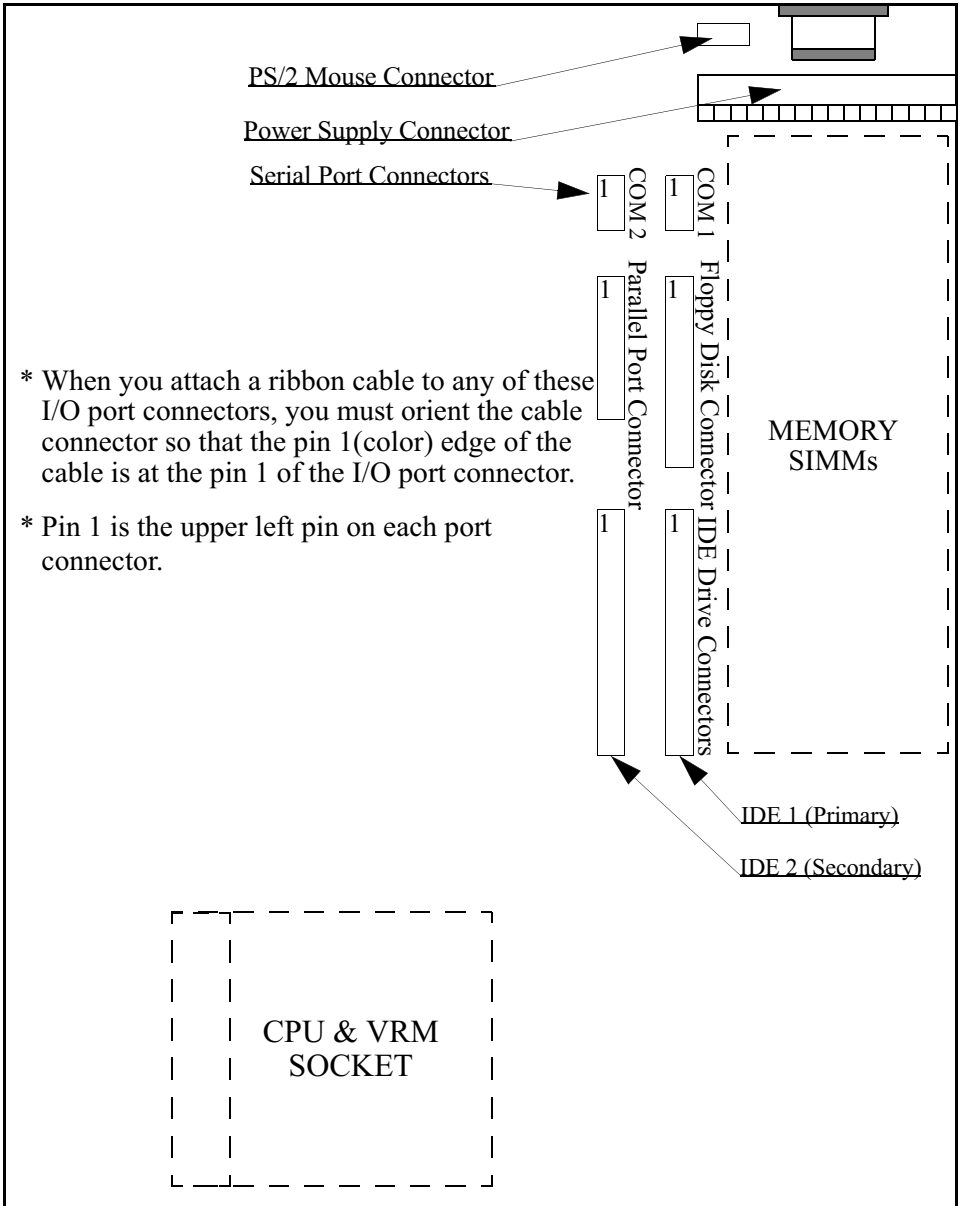 PS/2 Mouse Connector
Power Supply Connector
Serial Port Connectors
1
COM 2
1
COM 1
1
Parallel Port Connector
1
Floppy Disk Connector
* When you attach a ribbon cable to any of these
I/O port connectors, you must orient the cable
connector so that the pin 1(color) edge of the
cable is at the pin 1 of the I/O port connector.
* Pin 1 is the upper left pin on each port
connector.
MEMORY
SIMMs
1
1
IDE Drive Connectors
IDE 1 (Primary)
IDE 2 (Secondary)
CPU & VRM
SOCKET